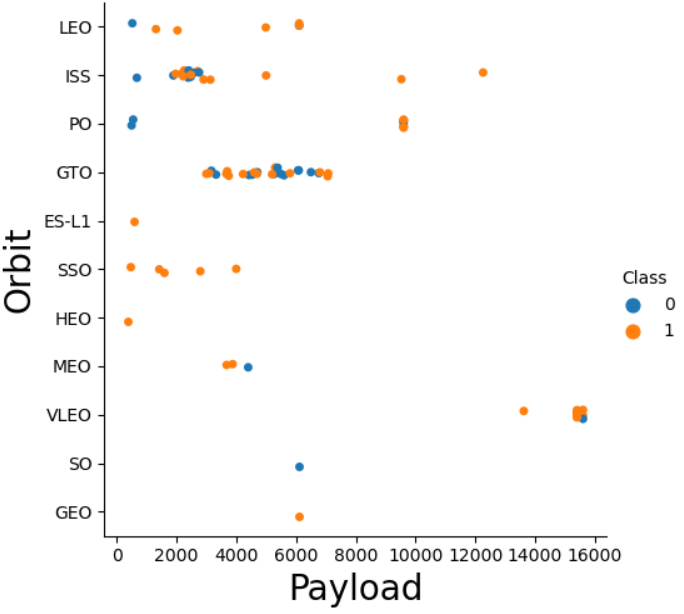 LEO
ISS
PO
GTO
ES-L1
SSO
HEO
MEO
VLEO
SO
GEO
Orbit
0 2000 4000 6000 8000 10000 12000 14000 16000
Payload
Class
0
1